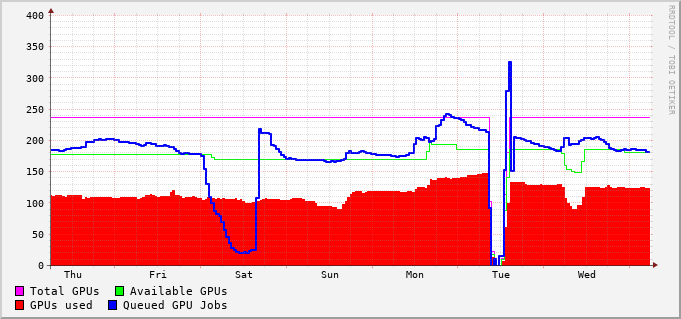 400
350
300
250
200
150
100
50
0
Thu Fri Sat Sun Mon Tue Wed
Total GPUs Available GPUs
GPUs used Queued GPU Jobs
RRDTOOL / TOBI OETIKER